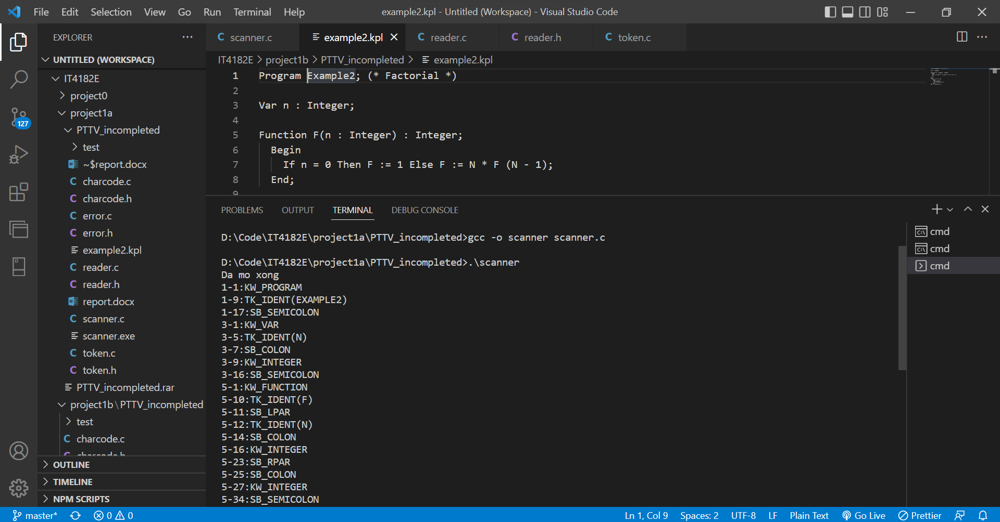 File Edit Selection View Go Run Terminal Help
example2.kpl - Untitled (Workspace) - Visual Studio Code
EXPLORER
UNTITLED (WORKSPACE)
IT4182E
project0
project1a
PTTV_incompleted
test
~$report.docx
charcode.c
charcode.h
error.c
error.h
example2.kpl
reader.c
reader.h
report.docx
scanner.c
scanner.exe
token.c
token.h
PTTV_incompleted.rar
project1b\PTTV_incompleted
test
charcode.c
charcode.h
OUTLINE
TIMELINE
NPM SCRIPTS
127
scanner.c example2.kpl reader.c reader.h token.c
IT4182E > project1b > PTTV_incompleted > example2.kpl
1 Program Example2; (* Factorial *)
2
3 Var n : Integer;
4
5 Function F(n : Integer) : Integer;
6 Begin
7 If n = 0 Then F := 1 Else F := N * F (N - 1);
8 End;
9
PROBLEMS OUTPUT TERMINAL DEBUG CONSOLE
D:\Code\IT4182E\project1a\PTTV_incompleted>gcc -o scanner scanner.c
D:\Code\IT4182E\project1a\PTTV_incompleted>.\scanner
Da mo xong
1-1:KW_PROGRAM
1-9:TK_IDENT(EXAMPLE2)
1-17:SB_SEMICOLON
3-1:KW_VAR
3-5:TK_IDENT(N)
3-7:SB_COLON
3-9:KW_INTEGER
3-16:SB_SEMICOLON
5-1:KW_FUNCTION
5-10:TK_IDENT(F)
5-11:SB_LPAR
5-12:TK_IDENT(N)
5-14:SB_COLON
5-16:KW_INTEGER
5-23:SB_RPAR
5-25:SB_COLON
5-27:KW_INTEGER
5-34:SB_SEMICOLON
cmd
cmd
cmd
master* 0 0
Ln 1, Col 9 Spaces: 2 UTF-8 LF Plain Text Go Live Prettier